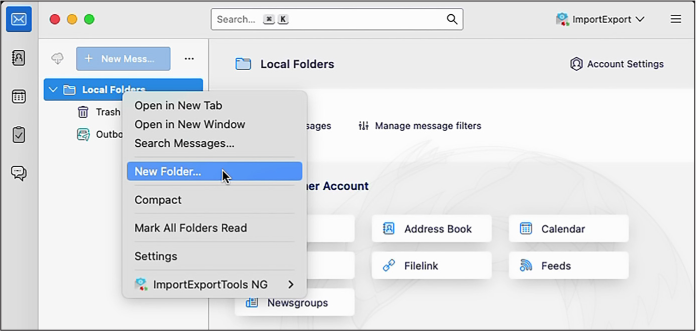 Search... ⌘ K
ImportExport
+ New Mess... ...
Local Folders
Account Settings
Local Folders
Trash
Outbo
Open in New Tab
Open in New Window
Search Messages...
New Folder...
Compact
Mark All Folders Read
Settings
ImportExportTools NG
Manage message filters
Account
Address Book
Calendar
Filelink
Feeds
Newsgroups